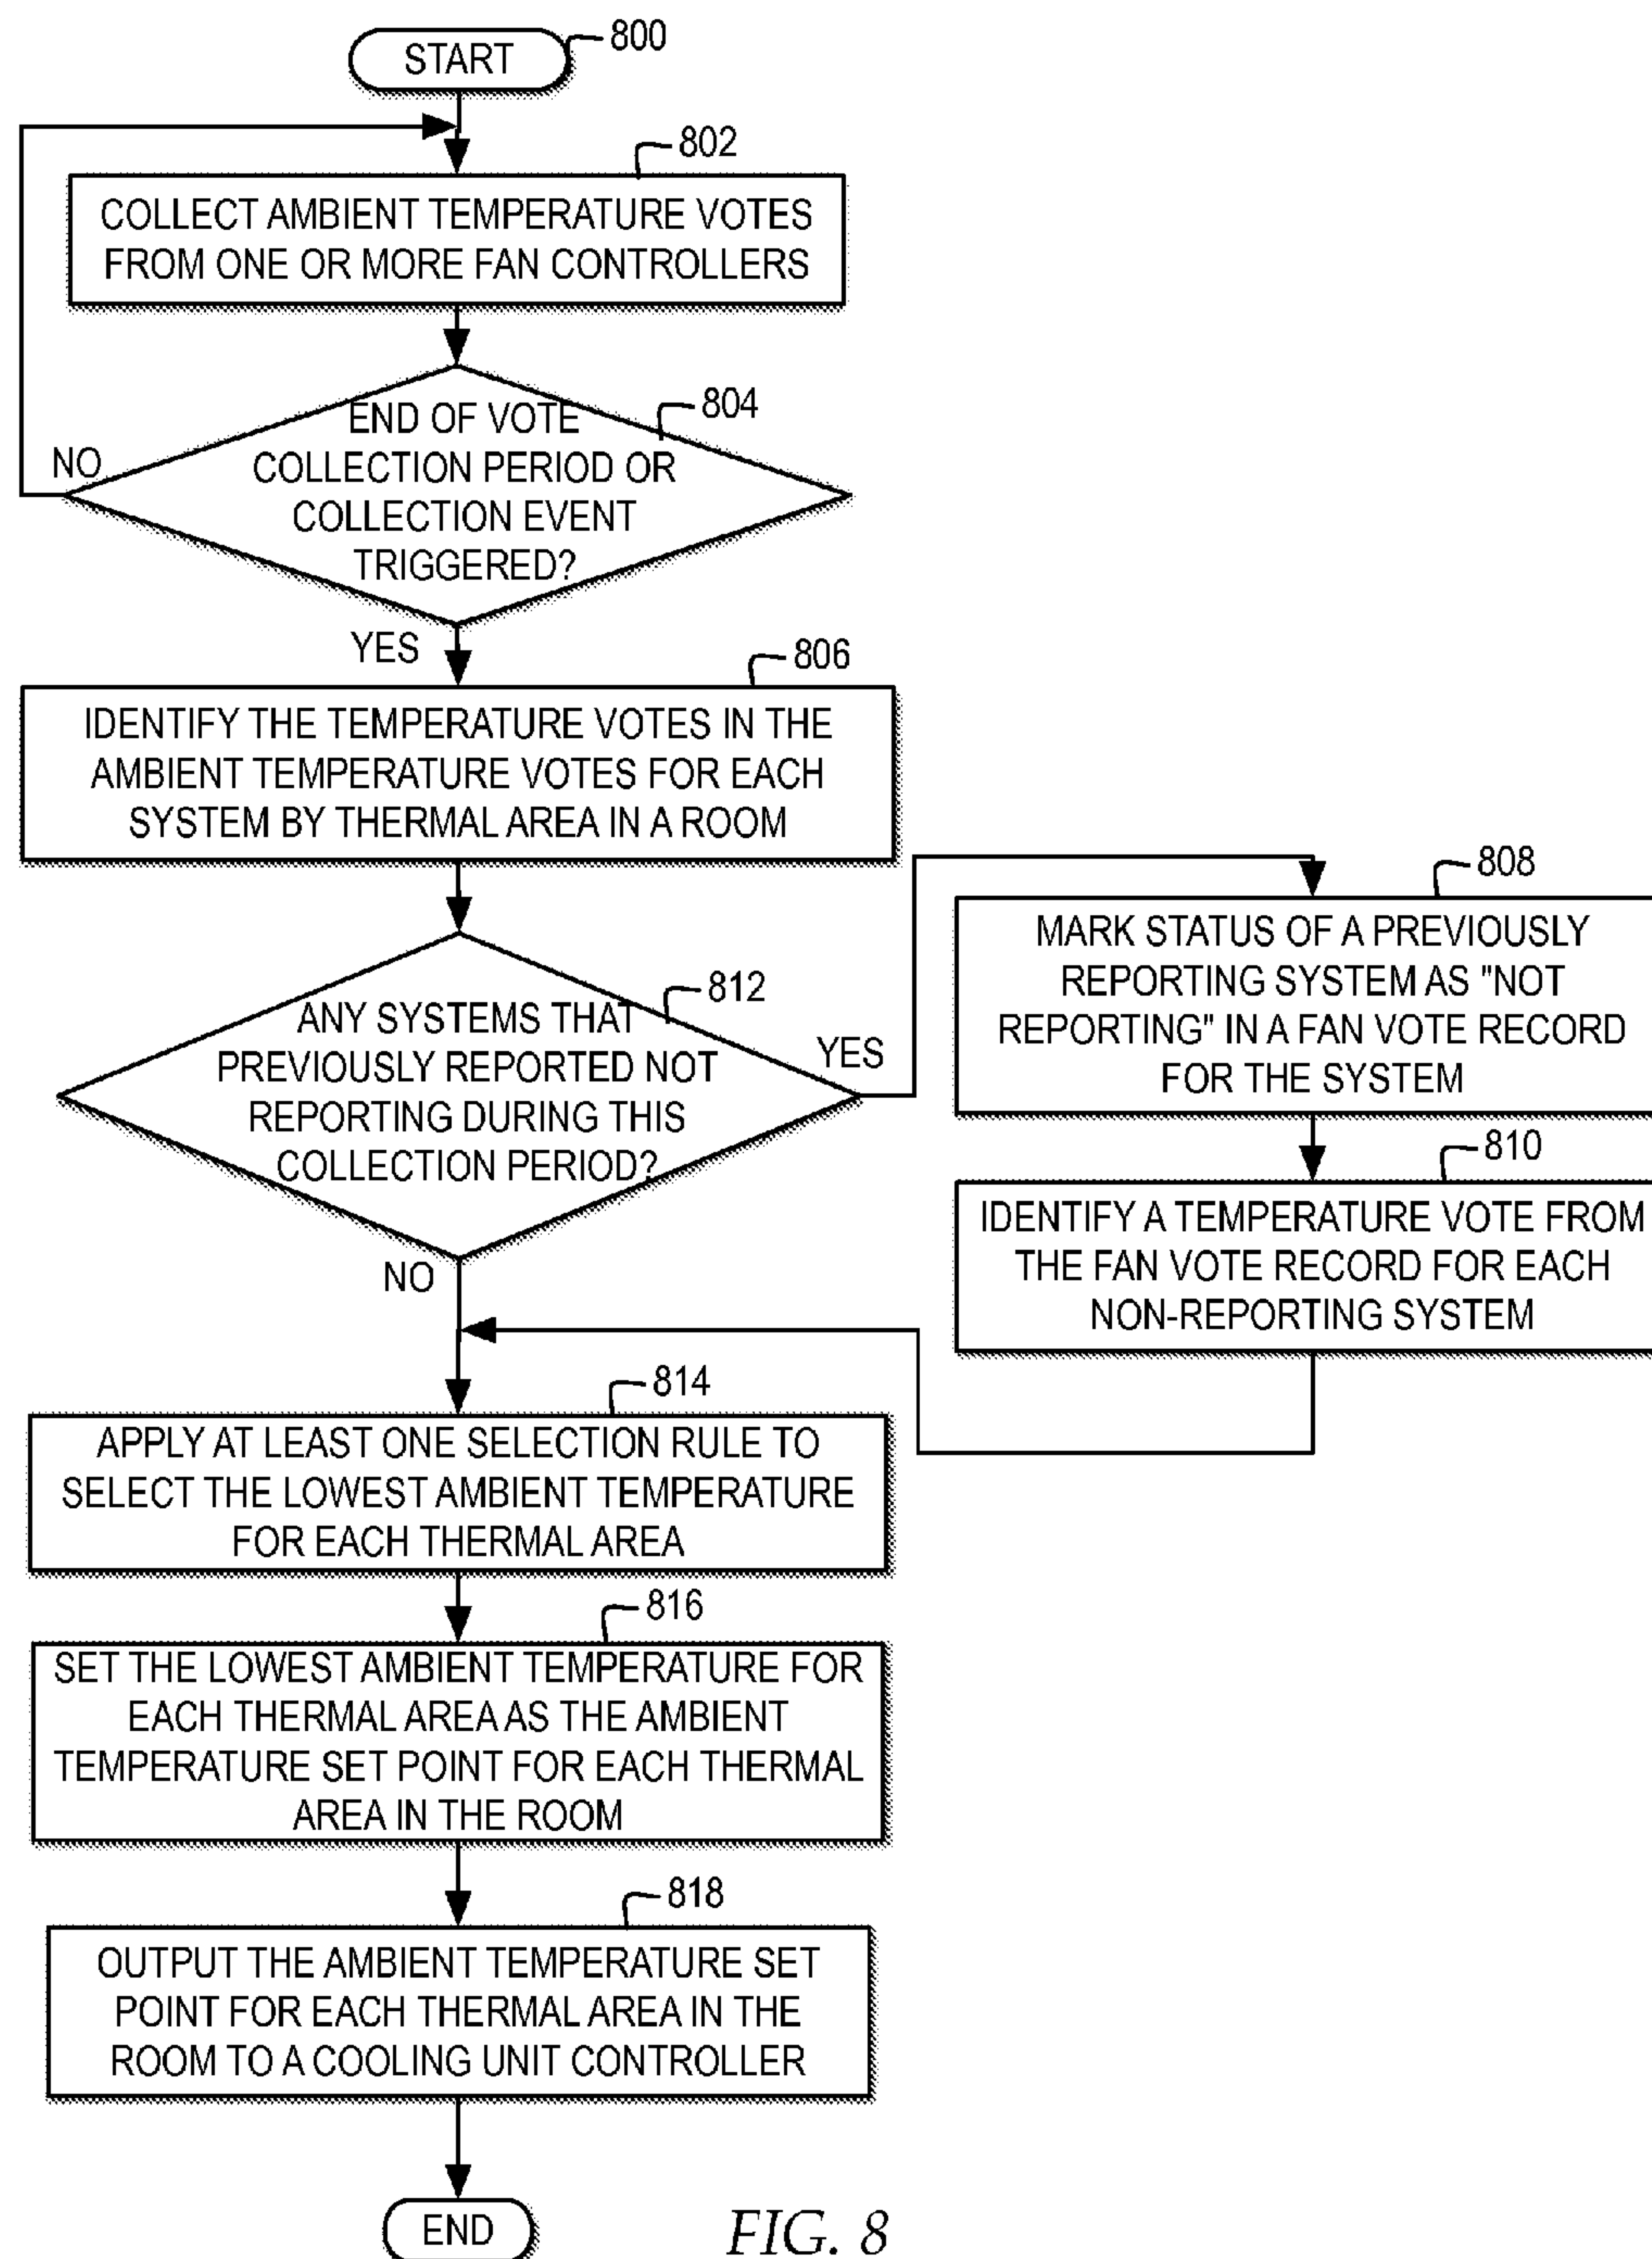 START
800
802
COLLECT AMBIENT TEMPERATURE VOTES
FROM ONE OR MORE FAN CONTROLLERS
804
END OF VOTE
COLLECTION PERIOD OR
COLLECTION EVENT
TRIGGERED?
NO
YES
806
IDENTIFY THE TEMPERATURE VOTES IN THE
AMBIENT TEMPERATURE VOTES FOR EACH
SYSTEM BY THERMAL AREA IN A ROOM
812
ANY SYSTEMS THAT
PREVIOUSLY REPORTED NOT
REPORTING DURING THIS
COLLECTION PERIOD?
YES
NO
808
MARK STATUS OF A PREVIOUSLY
REPORTING SYSTEM AS "NOT
REPORTING" IN A FAN VOTE RECORD
FOR THE SYSTEM
810
IDENTIFY A TEMPERATURE VOTE FROM
THE FAN VOTE RECORD FOR EACH
NON-REPORTING SYSTEM
814
APPLY AT LEAST ONE SELECTION RULE TO
SELECT THE LOWEST AMBIENT TEMPERATURE
FOR EACH THERMAL AREA
816
SET THE LOWEST AMBIENT TEMPERATURE FOR
EACH THERMAL AREA AS THE AMBIENT
TEMPERATURE SET POINT FOR EACH THERMAL
AREA IN THE ROOM
818
OUTPUT THE AMBIENT TEMPERATURE SET
POINT FOR EACH THERMAL AREA IN THE
ROOM TO A COOLING UNIT CONTROLLER
END
FIG. 8